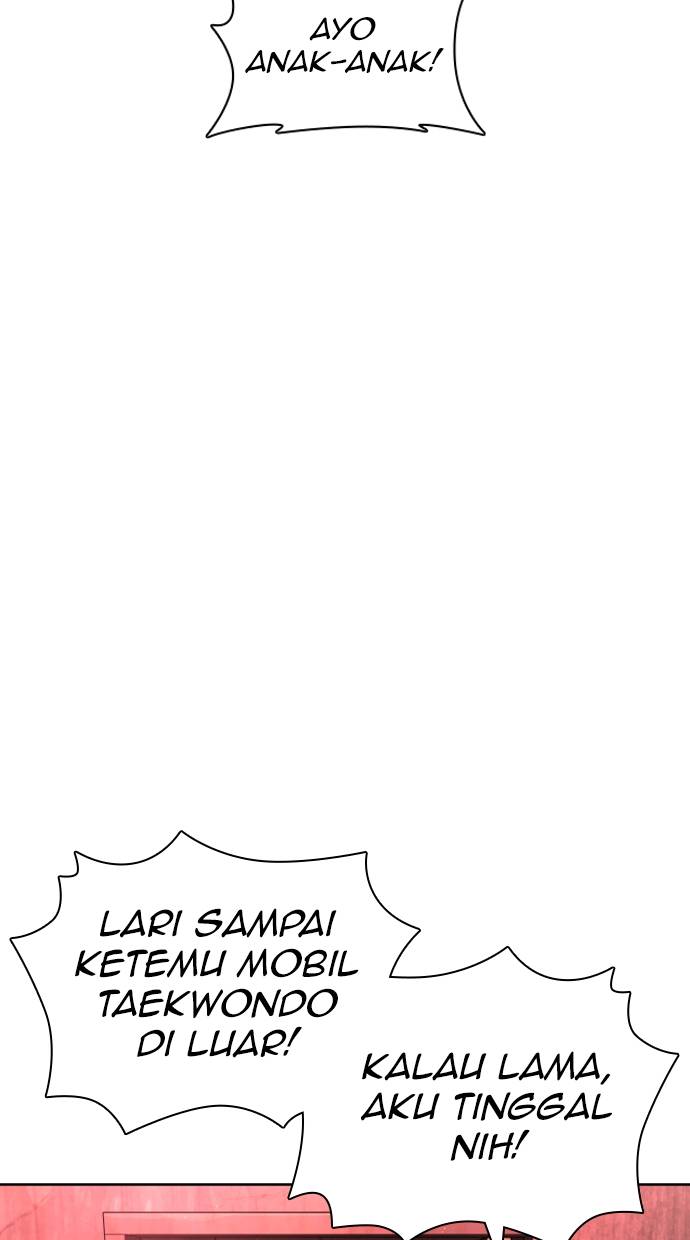 AYO
ANAK-ANAK!
LARI SAMPAI
KETEMU MOBIL
TAEKWONDO
DI LUAR!
KALAU LAMA,
AKU TINGGAL
NIH!